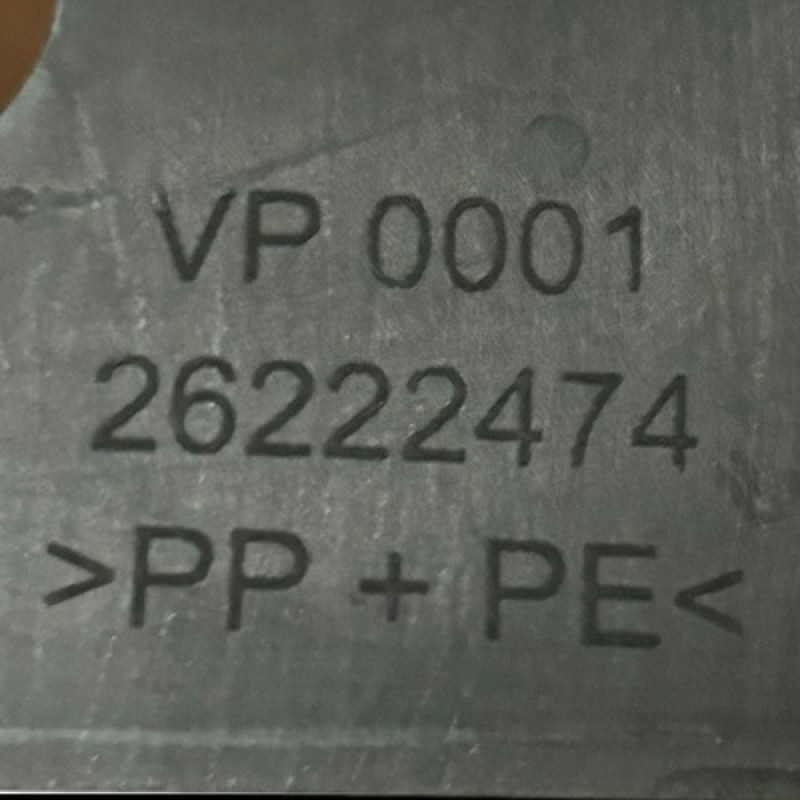 VP 0001
26222474
>PP + PE<